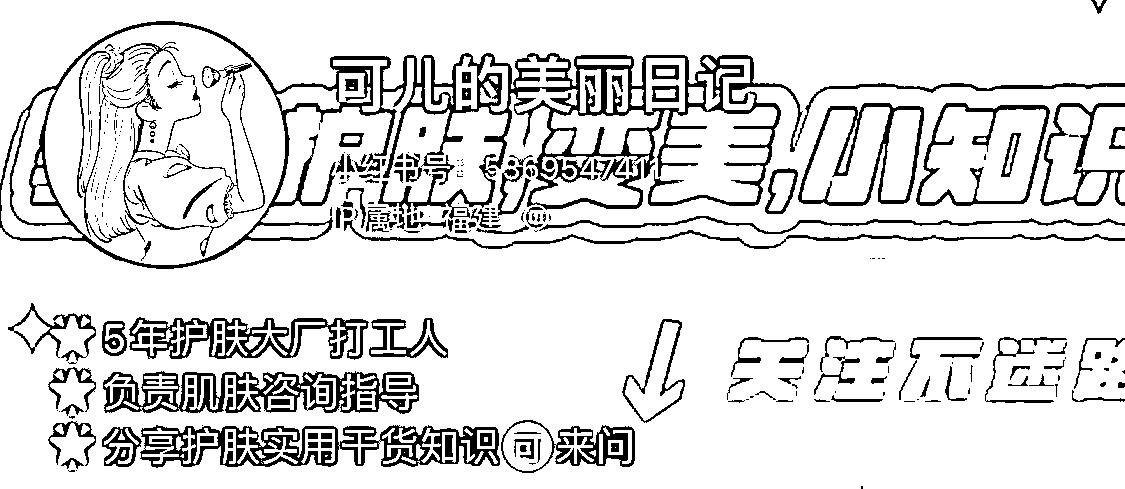 可儿的美丽日记
护肤,变美,小知识
小红书号：5369547411
IP属地：福建
5年护肤大厂打工人
负责肌肤咨询指导
关注不迷路
分享护肤实用干货知识可来问